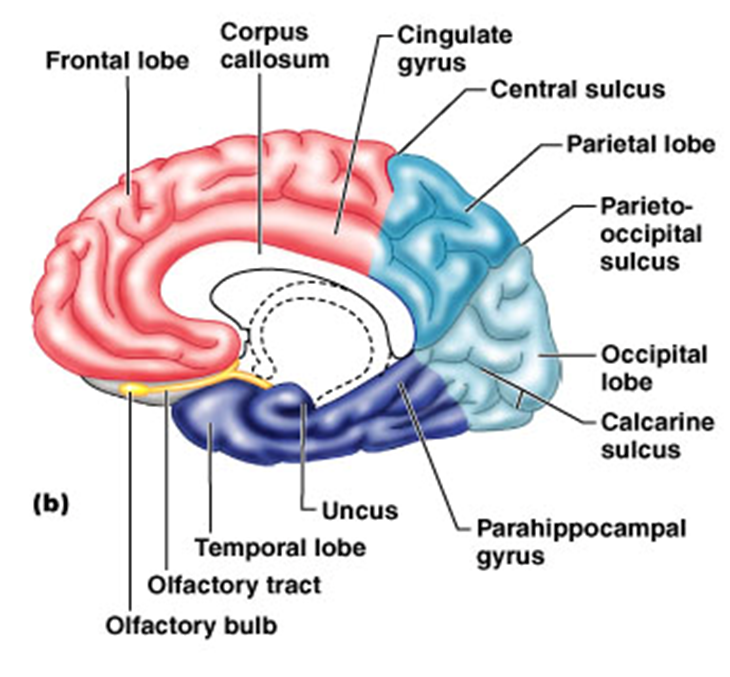 Frontal lobe
Corpus
callosum
Cingulate
gyrus
Central sulcus
Parietal lobe
Parieto-
occipital
sulcus
Occipital
lobe
Calcarine
sulcus
(b)
Uncus
Parahippocampal
gyrus
Temporal lobe
Olfactory tract
Olfactory bulb